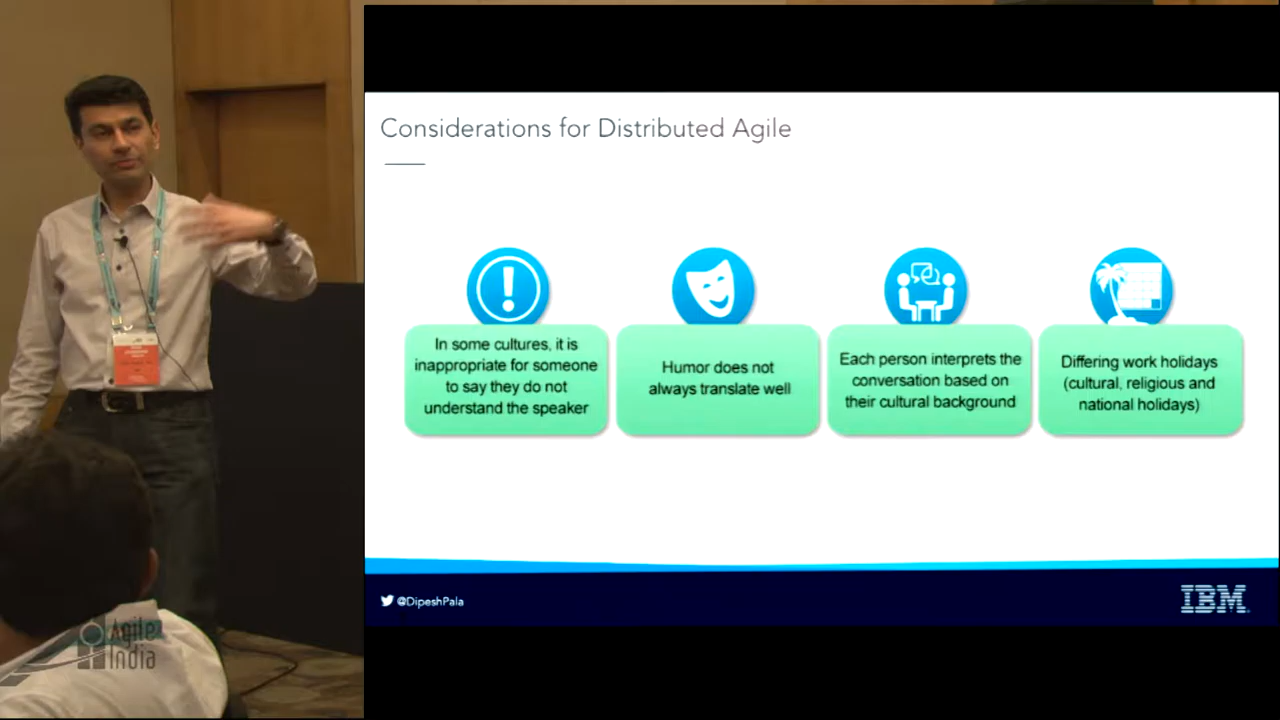 Considerations for Distributed Agile
In some cultures, it is
inappropriate for someone
to say they do not
understand the speaker
Humor does not
always translate well
Each person interprets the
conversation based on
their cultural background
Differing work holidays
(cultural, religious and
national holidays)
@DipeshPala
IBM
Agile
India